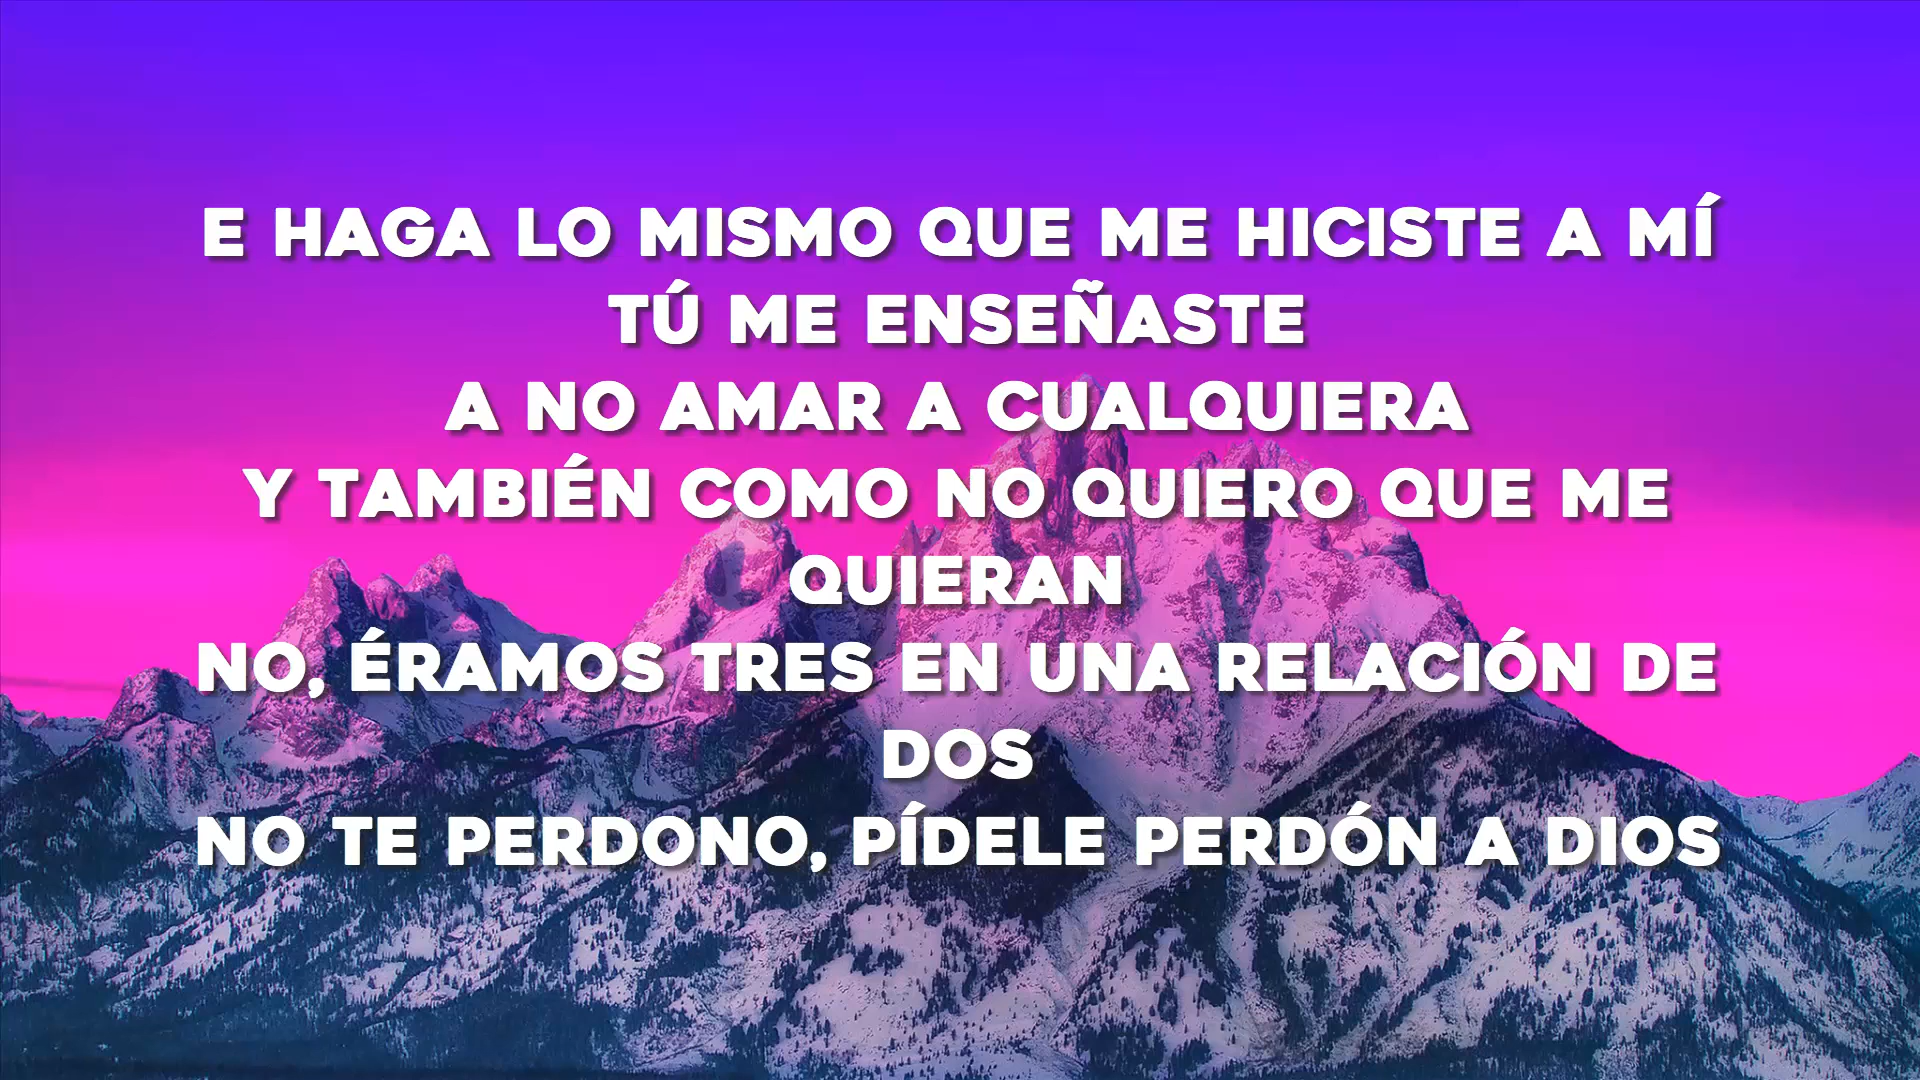 E HAGA LO MISMO QUE ME HICISTE A MÍ
TÚ ME ENSEÑASTE
A NO AMAR A CUALQUIERA
Y TAMBIÉN COMO NO QUIERO QUE ME
QUIERAN
NO, ÉRAMOS TRES EN UNA RELACIÓN DE
DOS
NO TE PERDONO, PÍDELE PERDÓN A DIOS